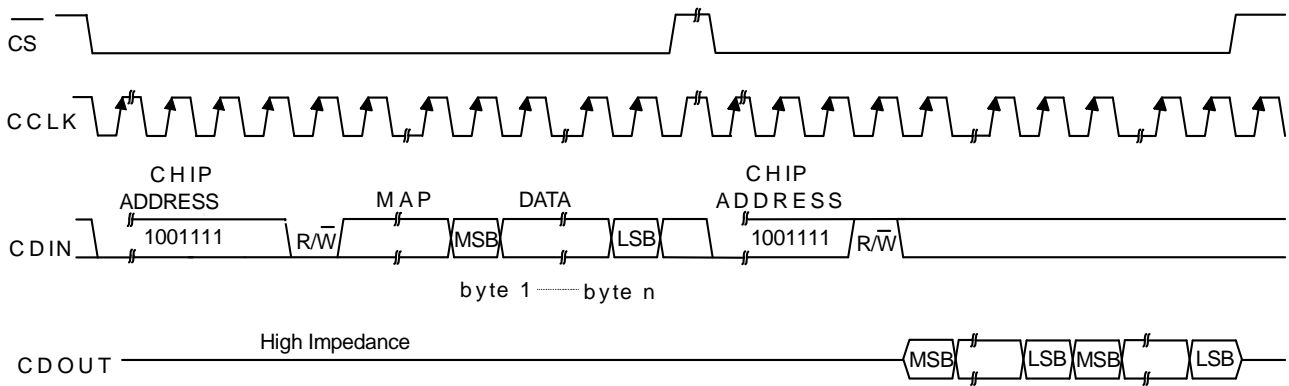 CS
CCLK
CHIP
ADDRESS
MAP
DATA
CHIP
ADDRESS
CDIN
1001111
R/W
MSB
LSB
1001111
R/W
byte 1
byte n
High Impedance
CDOUT
MSB
LSB
MSB
LSB